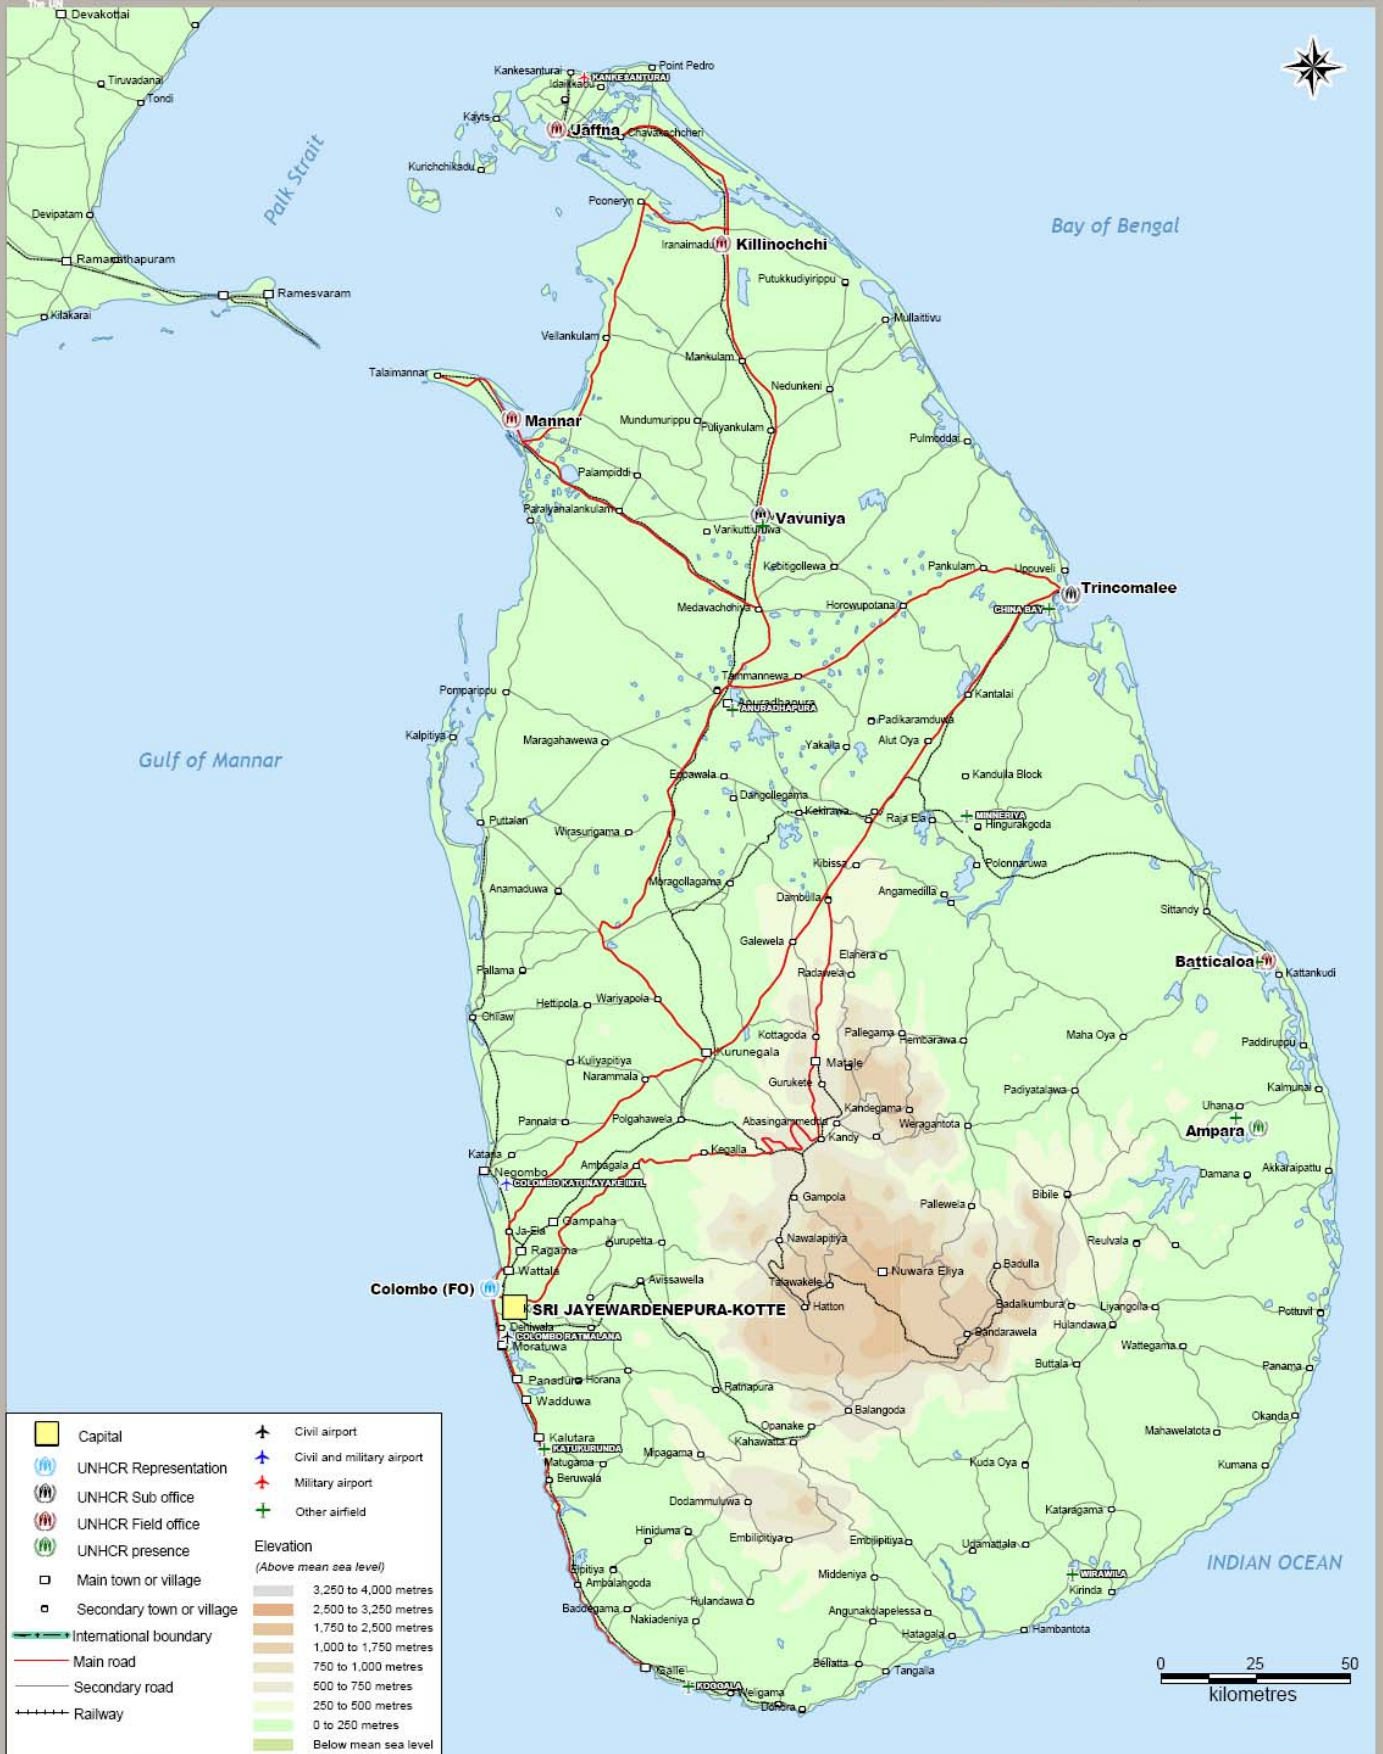 Devakottai
Tiruvadanai
Tondi
Kankesanturai
Point Pedro
KANKESANTURAI
Idaikkadu
Kayts
Jaffna
Chavakachcheri
Palk Strait
Kurichchikadu
Devipatam
Pooneryn
Bay of Bengal
Iranaimadu
Killinochchi
Ramanathapuram
Putukkudiyirippu
Ramesvaram
Kilakarai
Mullaittivu
Vellankulam
Mankulam
Talaimannar
Nedunkeni
Mannar
Mundumurippu
Puliyankulam
Pulmoddai
Palampiddi
Paraiyanalankulam
Vavuniya
Varikuttiuruwa
Kebitigollewa
Pankulam
Uppuveli
Trincomalee
Medavachchiya
Horowupotana
CHINA BAY
Tammannewa
Pomparippu
Kantalai
Anuradhapura
ANURADHAPURA
Padikaramduwa
Kalpitiya
Maragahawewa
Yakalla
Alut Oya
Gulf of Mannar
Eppawala
Kandulla Block
Dangollegama
Kekirawa
Raja Ela
MINNERIYA
Puttalan
Wirasurigama
Hingurakgoda
Kibissa
Polonnaruwa
Anamaduwa
Moragollagama
Dambulla
Angamedilla
Sittandy
Galewela
Elahera
Batticaloa
Pallama
Radawela
Kattankudi
Hettipola
Wariyapola
Chilaw
Kottagoda
Pallegama
Hembarawa
Maha Oya
Paddiruppu
Kurunegala
Kuliyapitiya
Matale
Narammala
Gurukete
Padiyatalawa
Kalmunai
Pannala
Polgahawela
Abasingammedda
Kandegama
Weragantota
Uhana
Ampara
Kandy
Katana
Kegalla
Negombo
Ambagala
Damana
Akkaraipattu
COLOMBO KATUNAYAKE INTL
Gampola
Pallewela
Bibile
Ja-Ela
Gampaha
Ragama
Kurupetta
Nawalapitiya
Reulvala
Wattala
Avissawella
Talawakele
Nuwara Eliya
Badulla
Colombo (FO)
SRI JAYEWARDENEPURA-KOTTE
Hatton
Badalkumbura
Liyangolla
Pottuvil
Dehiwala
COLOMBO RATMALANA
Moratuwa
Bandarawela
Hulandawa
Wattegama
Buttala
Panama
Panadura
Horana
Ratnapura
Wadduwa
Balangoda
Okanda
Kalutara
Opanake
Mahawelatota
KATUKURUNDA
Kahawatta
Mipagama
Matugama
Kuda Oya
Kumana
Beruwala
Dodammuluwa
Kataragama
Hiniduma
Embilipitiya
Embilipitiya
Udamattala
INDIAN OCEAN
Elpitiya
Ambalangoda
Middeniya
WIRAWILA
Kirinda
Baddegama
Hulandawa
Nakiadeniya
Angunakolapelessa
Hatagala
Hambantota
Galle
Beliatta
Tangalla
KOGGALA
Weligama
Dondra
Capital
UNHCR Representation
UNHCR Sub office
UNHCR Field office
UNHCR presence
Main town or village
Secondary town or village
International boundary
Main road
Secondary road
Railway
Civil airport
Civil and military airport
Military airport
Other airfield
Elevation
(Above mean sea level)
3,250 to 4,000 metres
2,500 to 3,250 metres
1,750 to 2,500 metres
1,000 to 1,750 metres
750 to 1,000 metres
500 to 750 metres
250 to 500 metres
0 to 250 metres
Below mean sea level
0 25 50
kilometres